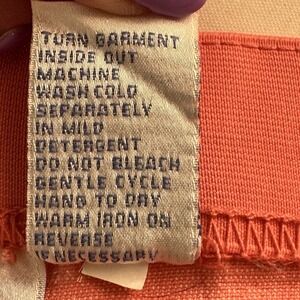 TURN GARMENT
INSIDE OUT
MACHINE
WASH COLD
SEPARATELY
IN MILD
DETERGENT
DO NOT BLEACH
GENTLE CYCLE
HANG TO DRY
WARM IRON ON
REVERSE
IF NECESSARY